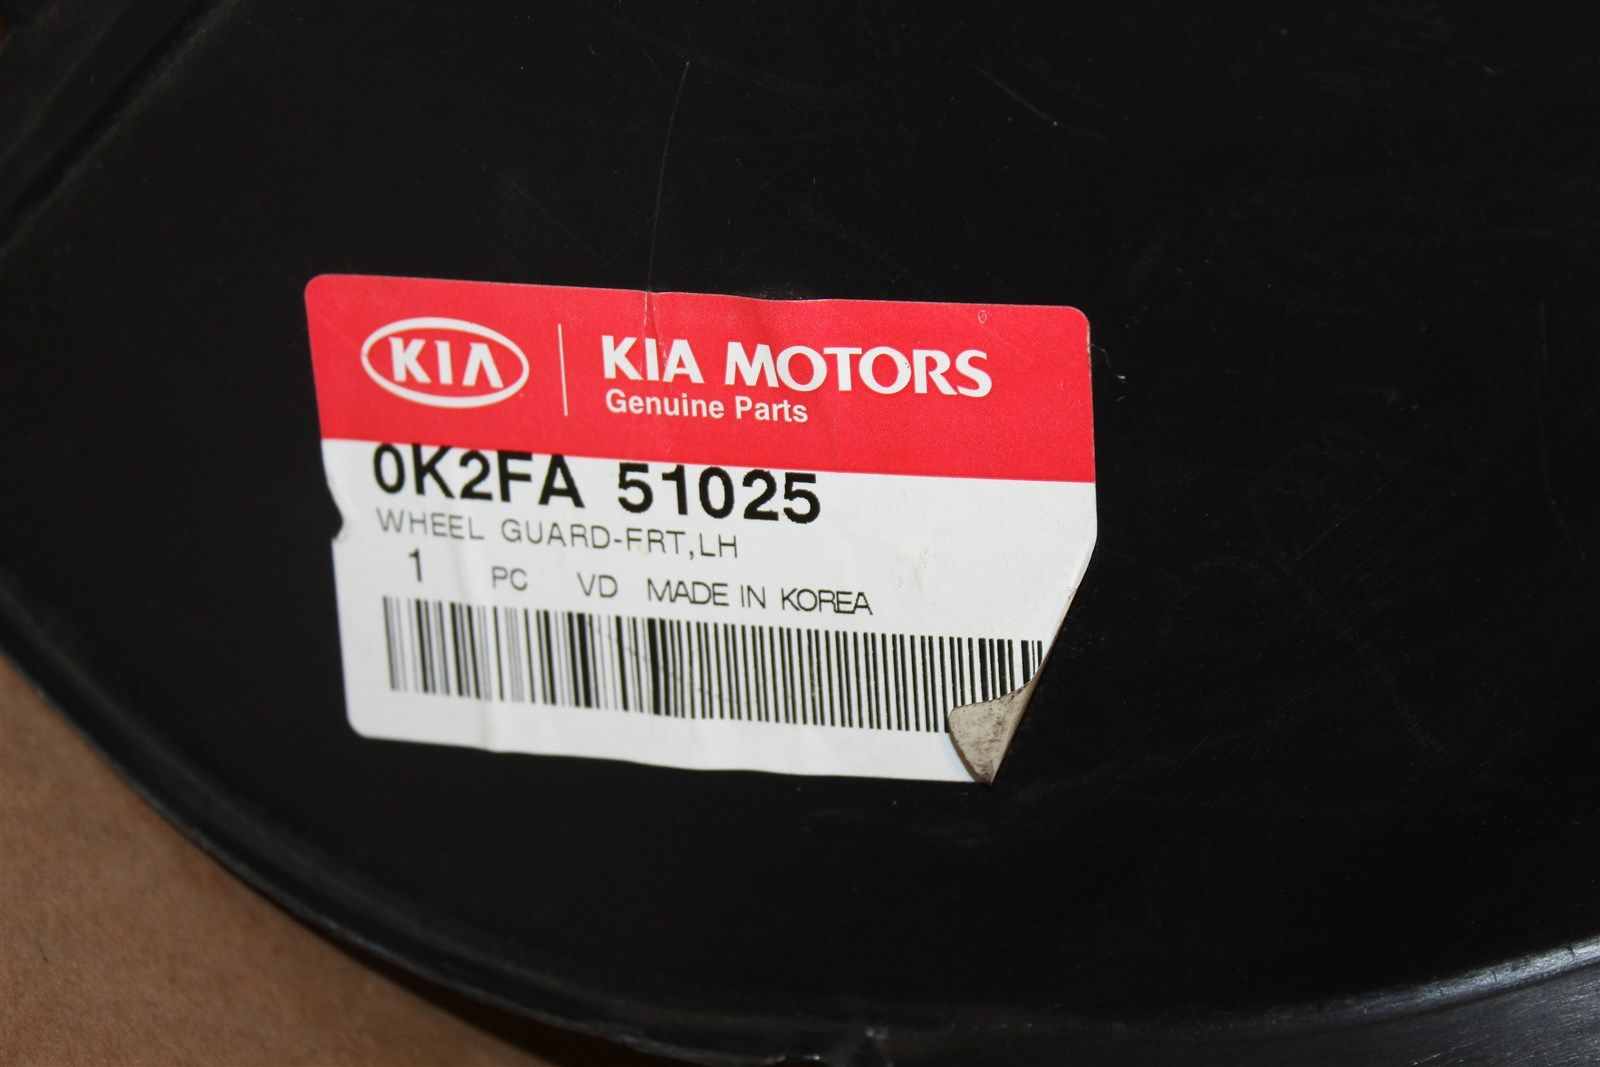 KIA
KIA MOTORS
Genuine Parts
0K2FA 51025
WHEEL GUARD-FRT,LH
1 PC VD MADE IN KOREA